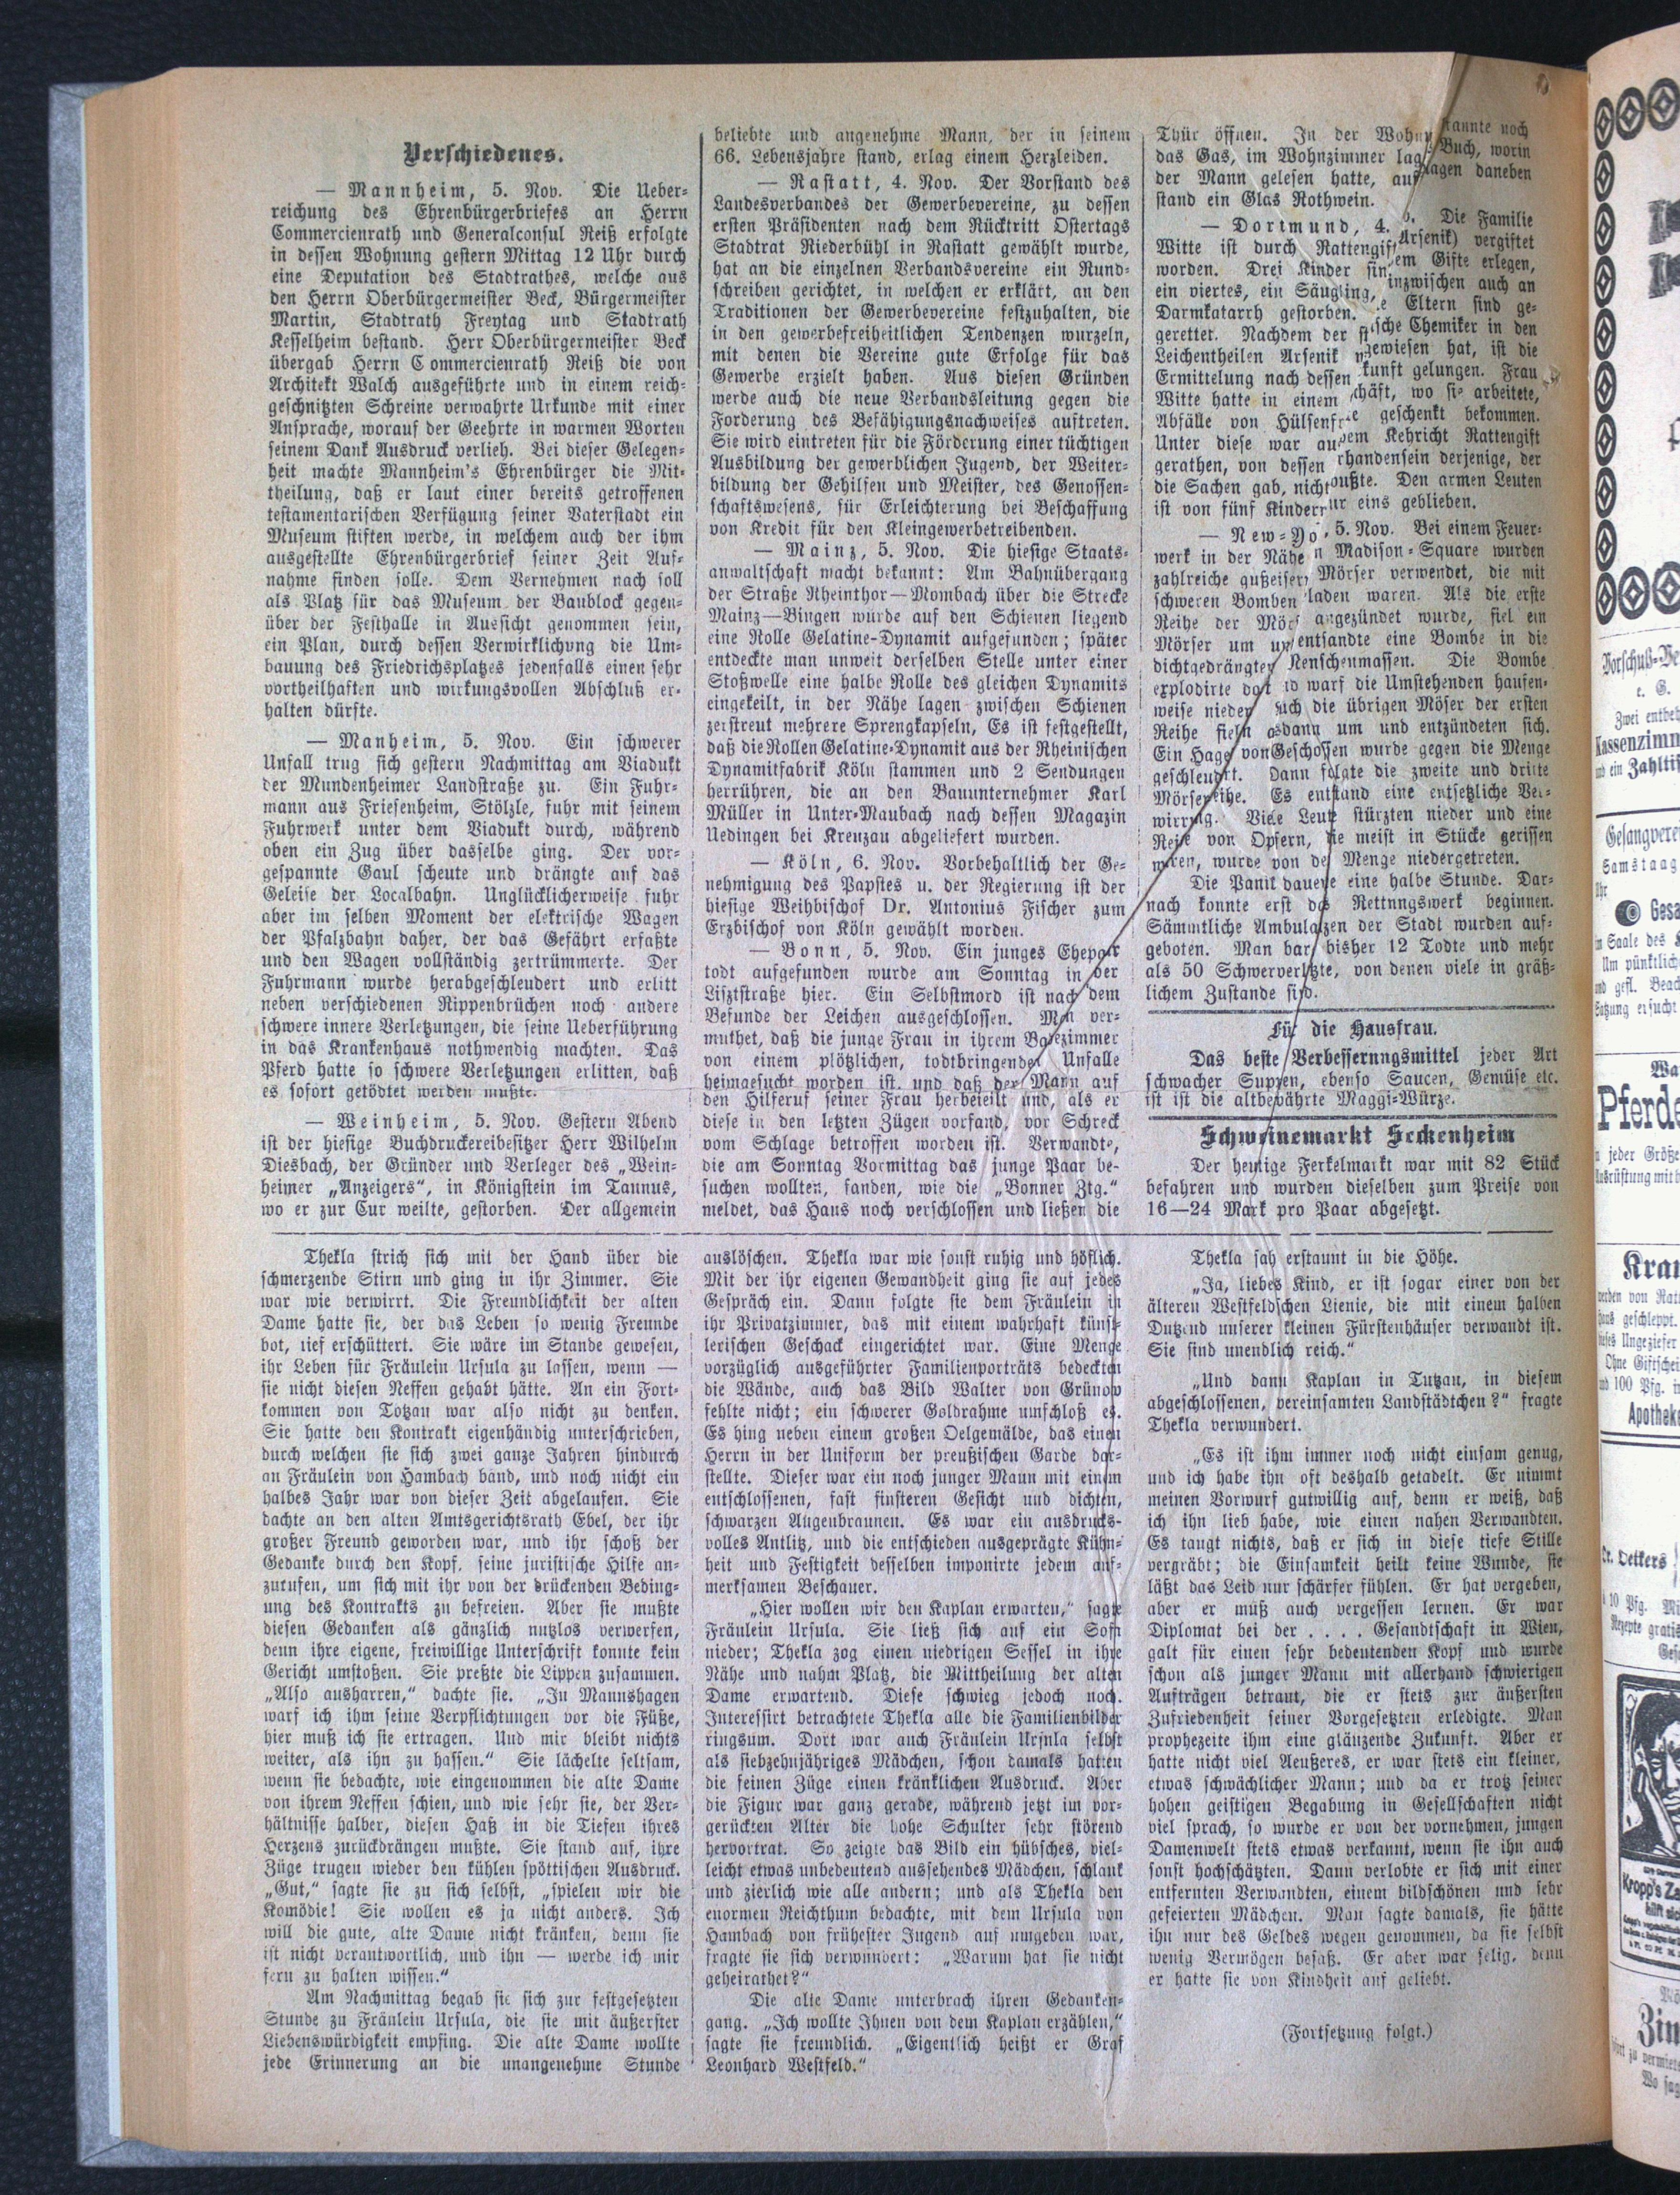 Verschiedenes.
— Mannheim, 5. Nov. Die Ueber-
reichung des Ehrenbürgerbriefes an Herrn
Commercienrath und Generalconsul Reiß erfolgte
in dessen Wohnung gestern Mittag 12 Uhr durch
eine Deputation des Stadtrathes, welche aus
den Herrn Oberbürgermeister Beck, Bürgermeister
Martin, Stadtrath Freytag und Stadtrath
Kesselheim bestand. Herr Oberbürgermeister Beck
übergab Herrn Commercienrath Reiß die von
Architekt Walch ausgeführte und in einem reich-
geschnitzten Schreine verwahrte Urkunde mit einer
Ansprache, worauf der Geehrte in warmen Worten
seinem Dank Ausdruck verlieh. Bei dieser Gelegen-
heit machte Mannheim's Ehrenbürger die Mit-
theilung, daß er laut einer bereits getroffenen
testamentarischen Verfügung seiner Vaterstadt ein
Museum stiften werde, in welchem auch der ihm
ausgestellte Ehrenbürgerbrief seiner Zeit Auf-
nahme finden solle. Dem Vernehmen nach soll
als Platz für das Museum der Baublock gegen-
über der Festhalle in Aussicht genommen sein,
ein Plan, durch dessen Verwirklichung die Um-
bauung des Friedrichsplatzes jedenfalls einen sehr
vortheilhaften und wirkungsvollen Abschluß er-
halten dürfte.
— Manheim, 5. Nov. Ein schwerer
Unfall trug sich gestern Nachmittag am Viadukt
der Mundenheimer Landstraße zu. Ein Fuhr-
mann aus Friesenheim, Stölzle, fuhr mit seinem
Fuhrwerk unter dem Viadukt durch, während
oben ein Zug über dasselbe ging. Der vor-
gespannte Gaul scheute und drängte auf das
Geleise der Localbahn. Unglücklicherweise fuhr
aber im selben Moment der elektrische Wagen
der Pfalzbahn daher, der das Gefährt erfaßte
und den Wagen vollständig zertrümmerte. Der
Fuhrmann wurde herabgeschleudert und erlitt
neben verschiedenen Rippenbrüchen noch andere
schwere innere Verletzungen, die seine Ueberführung
in das Krankenhaus nothwendig machten. Das
Pferd hatte so schwere Verletzungen erlitten, daß
es sofort getödtet werden mußte.
— Weinheim, 5. Nov. Gestern Abend
ist der hiesige Buchdruckereibesitzer Herr Wilhelm
Diesbach, der Gründer und Verleger des „Wein-
heimer „Anzeigers“, in Königstein im Taunus,
wo er zur Cur weilte, gestorben. Der allgemein
beliebte und angenehme Mann, der in seinem
66. Lebensjahre stand, erlag einem Herzleiden.
— Rastatt, 4. Nov. Der Vorstand des
Landesverbandes der Gewerbevereine, zu dessen
ersten Präsidenten nach dem Rücktritt Ostertags
Stadtrat Niederbühl in Rastatt gewählt wurde,
hat an die einzelnen Verbandsvereine ein Rund-
schreiben gerichtet, in welchen er erklärt, an den
Traditionen der Gewerbevereine festzuhalten, die
in den gewerbefreiheitlichen Tendenzen wurzeln,
mit denen die Vereine gute Erfolge für das
Gewerbe erzielt haben. Aus diesen Gründen
werde auch die neue Verbandsleitung gegen die
Forderung des Befähigungsnachweises auftreten.
Sie wird eintreten für die Förderung einer tüchtigen
Ausbildung der gewerblichen Jugend, der Weiter-
bildung der Gehilfen und Meister, des Genossen-
schaftswesens, für Erleichterung bei Beschaffung
von Kredit für den Kleingewerbetreibenden.
— Mainz, 5. Nov. Die hiesige Staats-
anwaltschaft macht bekannt: Am Bahnübergang
der Straße Rheinthor—Mombach über die Strecke
Mainz—Bingen wurde auf den Schienen liegend
eine Rolle Gelatine-Dynamit aufgefunden; später
entdeckte man unweit derselben Stelle unter einer
Stoßwelle eine halbe Rolle des gleichen Dynamits
eingekeilt, in der Nähe lagen zwischen Schienen
zerstreut mehrere Sprengkapseln, Es ist festgestellt,
daß die Rollen Gelatine-Dynamit aus der Rheinischen
Dynamitfabrik Köln stammen und 2 Sendungen
herrühren, die an den Bauunternehmer Karl
Müller in Unter-Maubach nach dessen Magazin
Uedingen bei Kreuzau abgeliefert wurden.
— Köln, 6. Nov. Vorbehaltlich der Ge-
nehmigung des Papstes u. der Regierung ist der
hiesige Weihbischof Dr. Antonius Fischer zum
Erzbischof von Köln gewählt worden.
— Bonn, 5. Nov. Ein junges Ehepaar
todt aufgefunden wurde am Sonntag in der
Lisztstraße hier. Ein Selbstmord ist nach dem
Befunde der Leichen ausgeschlossen. Man ver-
muthet, daß die junge Frau in ihrem Badezimmer
von einem plötzlichen, todtbringenden Unfalle
heimgesucht worden ist, und daß der Mann auf
den Hilferuf seiner Frau herbeieilt und, als er
diese in den letzten Zügen vorfand, vor Schreck
vom Schlage betroffen worden ist. Verwandte,
die am Sonntag Vormittag das junge Paar be-
suchen wollten, fanden, wie die „Bonner Ztg.“
meldet, das Haus noch verschlossen und ließen die
Thür öffnen. In der Wohn brannte noch
das Gas, im Wohnzimmer lag Buch, worin
der Mann gelesen hatte, aufgeschlagen daneben
stand ein Glas Rothwein.
— Dortmund, 4. Die Familie
Witte ist durch Rattengift (Arsenik) vergiftet
worden. Drei Kinder sind dem Gifte erlegen,
ein viertes, ein Säugling, inzwischen auch an
Darmkatarrh gestorben. Eltern sind ge-
gerettet. Nachdem der Chemiker in den
Leichentheilen Arsenik hat, ist die
Ermittelung nach dessen gelungen. Frau
Witte hatte in einem wo sie arbeitete,
Abfälle von geschenkt bekommen.
Unter diese war Kehricht Rattengift
gerathen, von dessen derjenige, der
die Sachen gab, nicht Den armen Leuten
ist von fünf Kindern eins geblieben.
— New-Yo 5. Nov. Bei einem Feuer-
werk in der Nähe Madison-Square wurden
zahlreiche Mörser verwendet, die mit
schweren Bomben waren. Als die erste
Reihe der Mörser angezündet wurde, fiel ein
Mörser um entsandte eine Bombe in die
dichtgedrängten Menschenmassen. Die Bombe
explodirte dort und warf die Umstehenden haufen-
weise nieder die übrigen Möser der ersten
Reihe um und entzündeten sich.
Ein Hagel von Geschossen wurde gegen die Menge
geschleudert. Dann folgte die zweite und dritte
Mörserreihe. Es entstand eine entsetzliche Ver-
wirrung. Viele Leute stürzten nieder und eine
Reihe von Opfern, die meist in Stücke gerissen
waren, wurde von der Menge niedergetreten.
Die Panik dauerte eine halbe Stunde. Dar-
nach konnte erst das Rettnngswerk beginnen.
Sämmtliche Ambulanzen der Stadt wurden auf-
geboten. Man barg bisher 12 Todte und mehr
als 50 Schwerverletzte, von denen viele in gräß-
lichem Zustande sind.
Für die Hausfrau.
Das beste Verbesserungsmittel jeder Art
schwacher Suppen, ebenso Saucen, Gemüse etc.
ist ist die altbewährte Maggi-Würze.
Schweinemarkt Seckenheim
Der heutige Ferkelmarkt war mit 82 Stück
befahren und wurden dieselben zum Preise von
16—24 Mark pro Paar abgesetzt.
Thekla strich sich mit der Hand über die
schmerzende Stirn und ging in ihr Zimmer. Sie
war wie verwirrt. Die Freundlichkeit der alten
Dame hatte sie, der das Leben so wenig Freunde
bot, tief erschüttert. Sie wäre im Stande gewesen,
ihr Leben für Fräulein Ursula zu lassen, wenn —
sie nicht diesen Neffen gehabt hätte. An ein Fort-
kommen von Totzau war also nicht zu denken.
Sie hatte den Kontrakt eigenhändig unterschrieben,
durch welchen sie sich zwei ganze Jahren hindurch
an Fräulein von Hambach band, und noch nicht ein
halbes Jahr war von dieser Zeit abgelaufen. Sie
dachte an den alten Amtsgerichtsrath Ebel, der ihr
großer Freund geworden war, und ihr schoß der
Gedanke durch den Kopf, seine juristische Hilfe an-
zurufen, um sich mit ihr von der drückenden Beding-
ung des Kontrakts zu befreien. Aber sie mußte
diesen Gedanken als gänzlich nutzlos verwerfen,
denn ihre eigene, freiwillige Unterschrift konnte kein
Gericht umstoßen. Sie preßte die Lippen zusammen.
„Also ausharren,“ dachte sie. „In Mannshagen
warf ich ihm seine Verpflichtungen vor die Füße,
hier muß ich sie ertragen. Und mir bleibt nichts
weiter, als ihn zu hassen.“ Sie lächelte seltsam,
wenn sie bedachte, wie eingenommen die alte Dame
von ihrem Neffen schien, und wie sehr sie, der Ver-
hältnisse halber, diesen Haß in die Tiefen ihres
Herzens zurückdrängen mußte. Sie stand auf, ihre
Züge trugen wieder den kühlen spöttischen Ausdruck.
„Gut,“ sagte sie zu sich selbst, „spielen wir die
Komödie! Sie wollen es ja nicht anders. Ich
will die gute, alte Dame nicht kränken, denn sie
ist nicht verantwortlich, und ihn — werde ich mir
fern zu halten wissen.“
Am Nachmittag begab sie sich zur festgesetzten
Stunde zu Fräulein Ursula, die sie mit äußerster
Liebenswürdigkeit empfing. Die alte Dame wollte
jede Erinnerung an die unangenehme Stunde
auslöschen. Thekla war wie sonst ruhig und höflich.
Mit der ihr eigenen Gewandheit ging sie auf jedes
Gespräch ein. Dann folgte sie dem Fräulein in
ihr Privatzimmer, das mit einem wahrhaft künst-
lerischen Geschack eingerichtet war. Eine Menge
vorzüglich ausgeführter Familienporträts bedeckten
die Wände, auch das Bild Walter von Grünow
fehlte nicht; ein schwerer Goldrahme umschloß es.
Es hing neben einem großen Oelgemälde, das einen
Herrn in der Uniform der preußischen Garde dar-
stellte. Dieser war ein noch junger Mann mit einem
entschlossenen, fast finsteren Gesicht und dichten,
schwarzen Augenbraunen. Es war ein ausdrucks-
volles Antlitz, und die entschieden ausgeprägte Kühn-
heit und Festigkeit desselben imponirte jedem auf-
merksamen Beschauer.
„Hier wollen wir den Kaplan erwarten,“ sagte
Fräulein Ursula. Sie ließ sich auf ein Sofa
nieder; Thekla zog einen niedrigen Sessel in ihre
Nähe und nahm Platz, die Mittheilung der alten
Dame erwartend. Diese schwieg jedoch noch.
Interessirt betrachtete Thekla alle die Familienbilder
ringsum. Dort war auch Fräulein Ursula selbst
als siebzehnjähriges Mädchen, schon damals hatten
die feinen Züge einen kränklichen Ausdruck. Aber
die Figur war ganz gerade, während jetzt im vor-
gerückten Alter die hohe Schulter sehr störend
hervortrat. So zeigte das Bild ein hübsches, viel-
leicht etwas unbedeutend aussehendes Mädchen, schlank
und zierlich wie alle andern; und als Thekla den
enormen Reichthum bedachte, mit dem Ursula von
Hambach von frühester Jugend auf umgeben war,
fragte sie sich verwundert: „Warum hat sie nicht
geheirathet?“
Die alte Dame unterbrach ihren Gedanken-
gang. „Ich wollte Ihnen von dem Kaplan erzählen,“
sagte sie freundlich. „Eigentlich heißt er Graf
Leonhard Westfeld.“
Thekla sah erstaunt in die Höhe.
„Ja, liebes Kind, er ist sogar einer von der
älteren Westfeldschen Lienie, die mit einem halben
Dutzend unserer kleinen Fürstenhäuser verwandt ist.
Sie sind unendlich reich.“
„Und dann Kaplan in Tutzau, in diesem
abgeschlossenen, vereinsamten Landstädtchen?“ fragte
Thekla verwundert.
„Es ist ihm immer noch nicht einsam genug,
und ich habe ihn oft deshalb getadelt. Er nimmt
meinen Vorwurf gutwillig auf, denn er weiß, daß
ich ihn lieb habe, wie einen nahen Verwandten.
Es taugt nichts, daß er sich in diese tiefe Stille
vergräbt; die Einsamkeit heilt keine Wunde, sie
läßt das Leid nur schärfer fühlen. Er hat vergeben,
aber er muß auch vergessen lernen. Er war
Diplomat bei der . . . . Gesandtschaft in Wien,
galt für einen sehr bedeutenden Kopf und wurde
schon als junger Mann mit allerhand schwierigen
Aufträgen betraut, die er stets zur äußersten
Zufriedenheit seiner Vorgesetzten erledigte. Man
prophezeite ihm eine glänzende Zukunft. Aber er
hatte nicht viel Aeußeres, er war stets ein kleiner,
etwas schwächlicher Mann; und da er trotz seiner
hohen geistigen Begabung in Gesellschaften nicht
viel sprach, so wurde er von der vornehmen, jungen
Damenwelt stets etwas verkannt, wenn sie ihn auch
sonst hochschätzten. Dann verlobte er sich mit einer
entfernten Verwandten, einem bildschönen und sehr
gefeierten Mädchen. Man sagte damals, sie hätte
ihn nur des Geldes wegen genommen, da sie selbst
wenig Vermögen besaß. Er aber war selig, denn
er hatte sie von Kindheit auf geliebt.
(Fortsetzung folgt.)